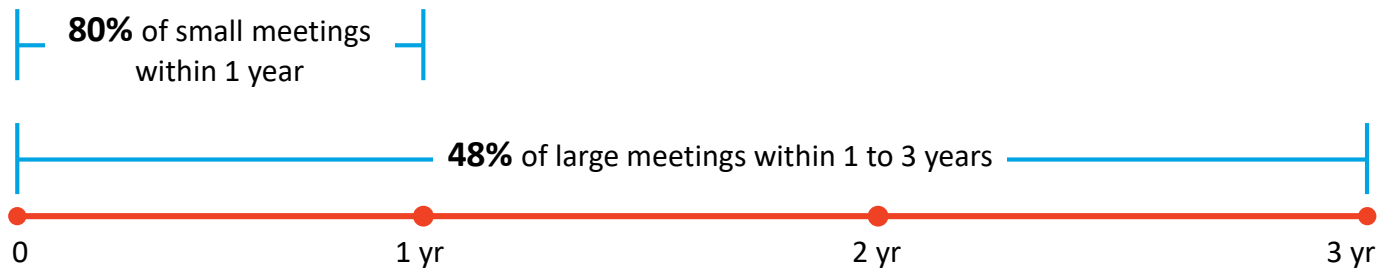 80% of small meetings
within 1 year
48% of large meetings within 1 to 3 years
0 1 yr 2 yr 3 yr